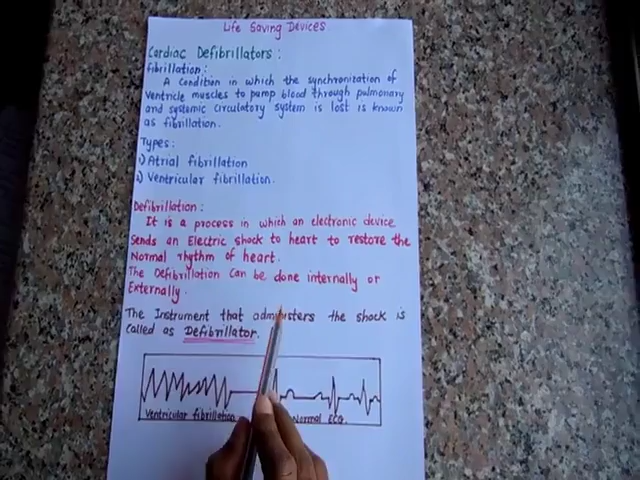 Life Saving Devices
Cardiac Defibrillators :
fibrillation :
A Condition in which the synchronization of
Ventricle muscles to pump blood through pulmonary
and systemic circulatory system is lost is known
as fibrillation.
Types :
1) Atrial fibrillation
2) Ventricular fibrillation.
Defibrillation :
It is a process in which an electronic device
Sends an Electric shock to heart to restore the
Normal rhythm of heart.
The Defibrillation Can be done internally or
Externally.
The Instrument that administers the shock is
Called as Defibrillator.
Ventricular fibrillation Normal ECG.